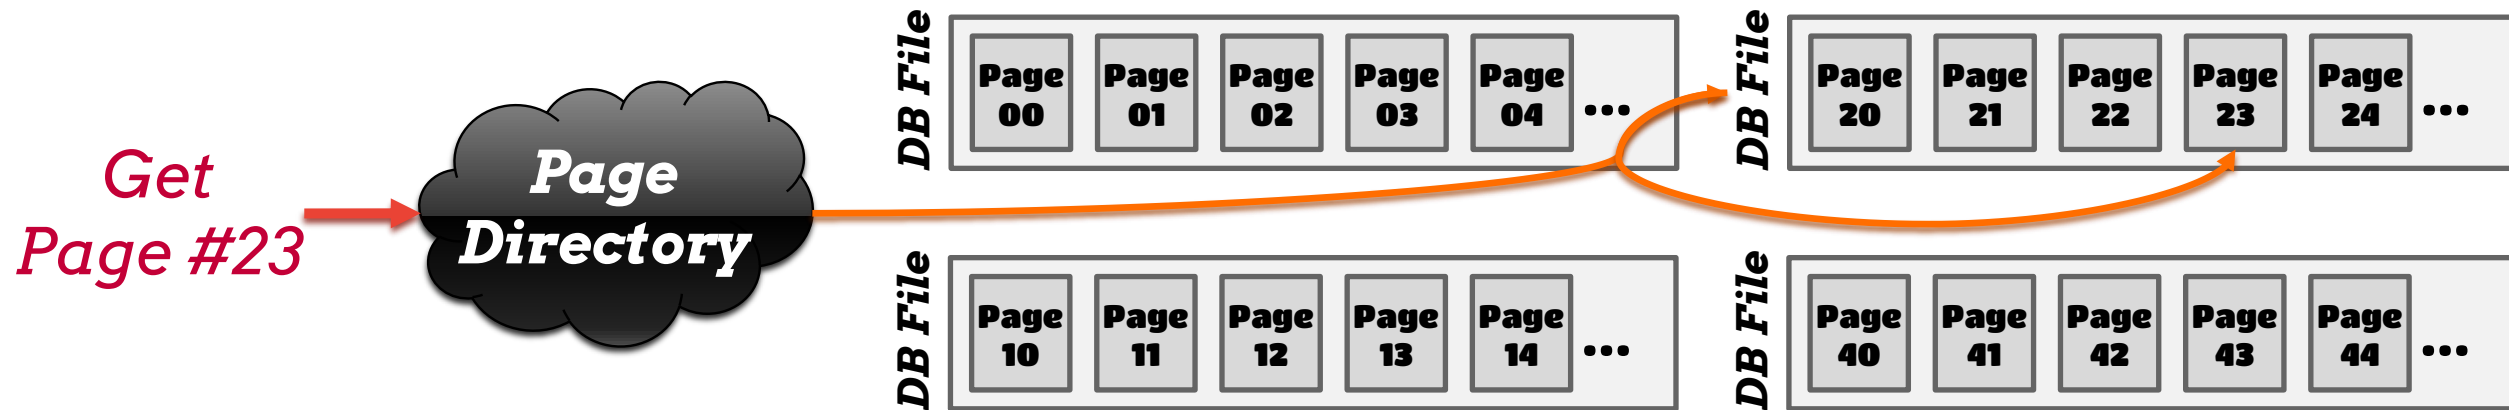 Get
Page #23
Page
Directory
DB File
Page
00
Page
01
Page
02
Page
03
Page
04
...
DB File
Page
20
Page
21
Page
22
Page
23
Page
24
...
DB File
Page
10
Page
11
Page
12
Page
13
Page
14
...
DB File
Page
40
Page
41
Page
42
Page
43
Page
44
...